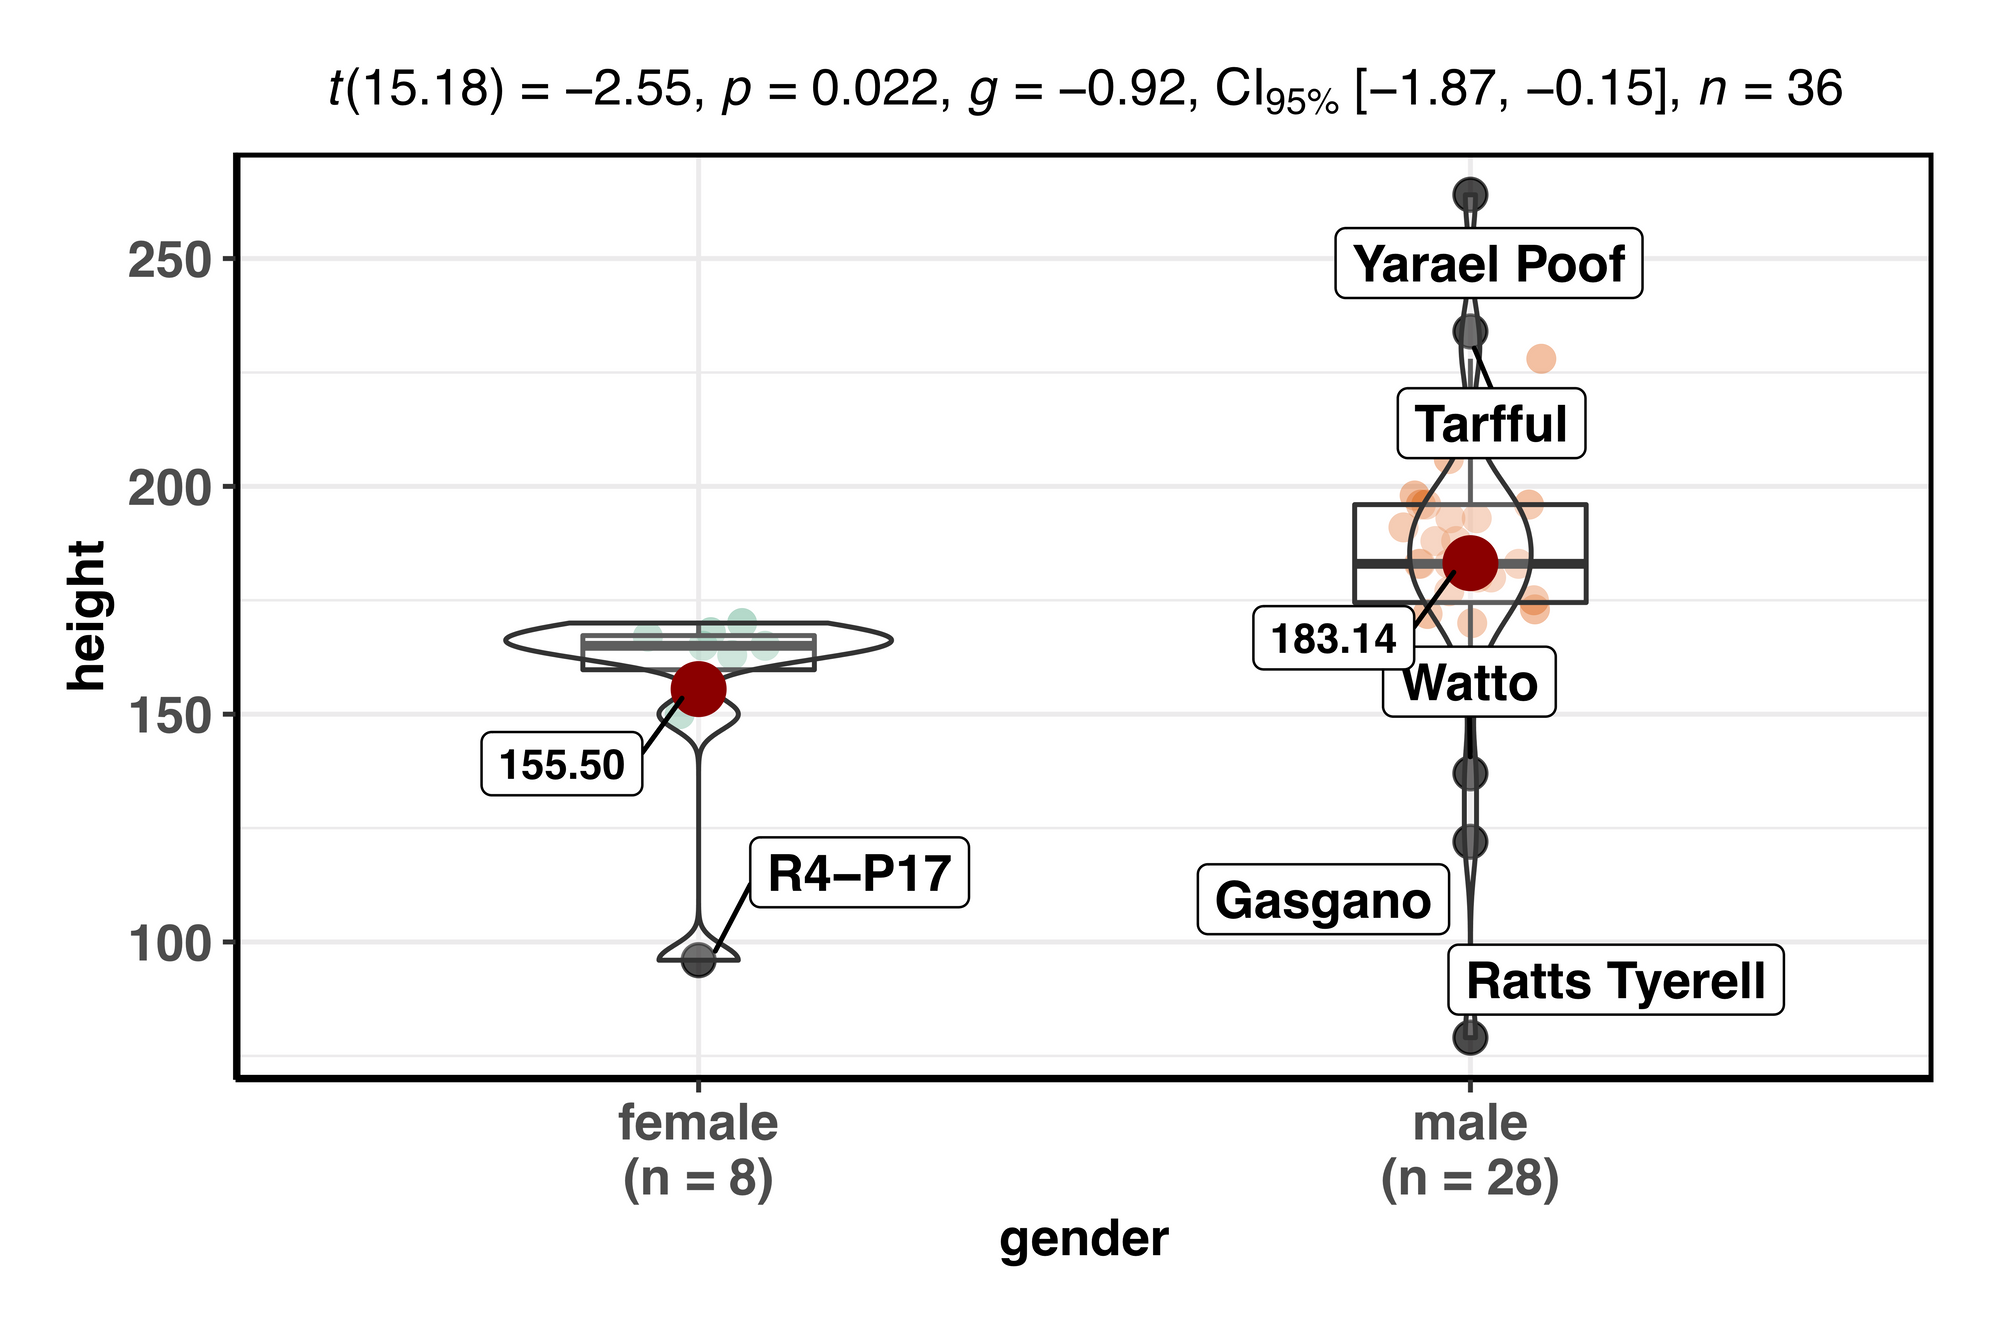 t(15.18) = −2.55, p = 0.022, g = −0.92, CI95% [−1.87, −0.15], n = 36
height
250
200
150
100
Yarael Poof
Tarfful
183.14
Watto
155.50
R4−P17
Gasgano
Ratts Tyerell
female
(n = 8)
male
(n = 28)
gender